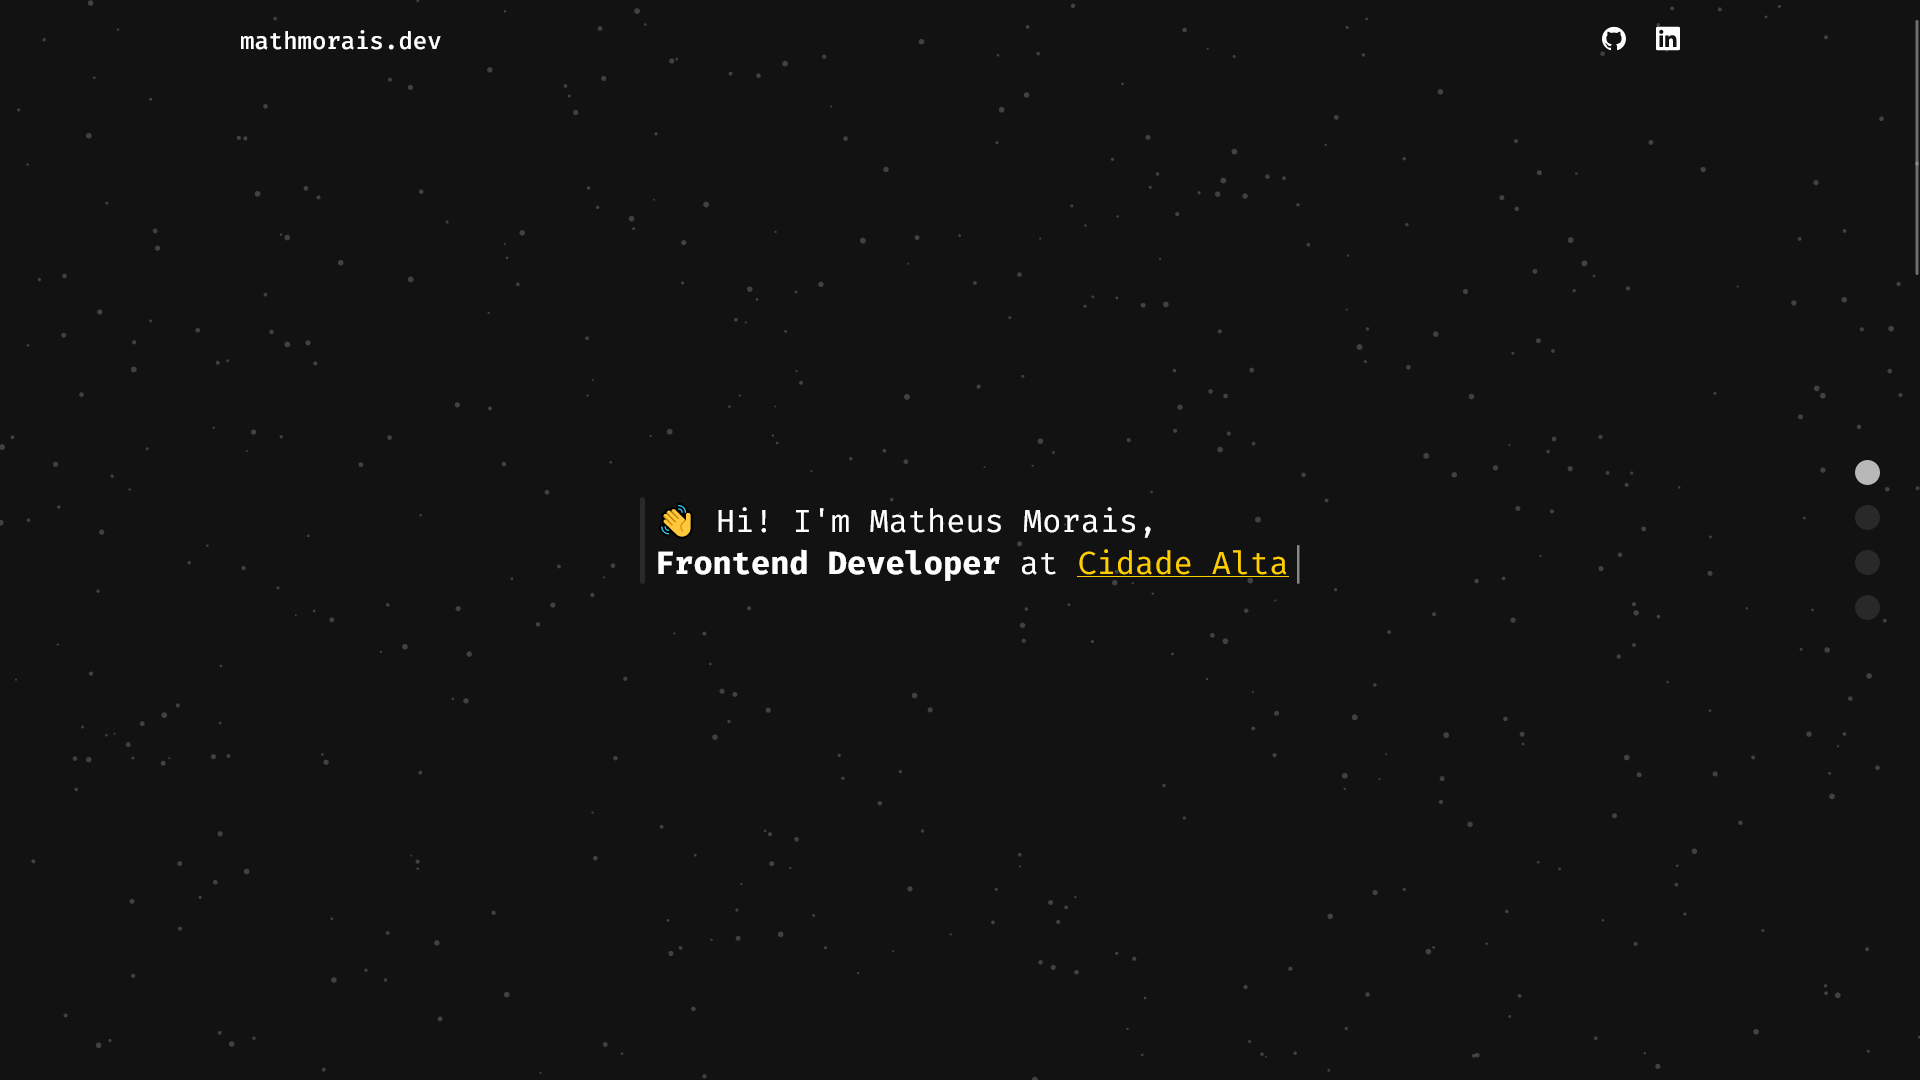 mathmorais.dev
👋 Hi! I'm Matheus Morais,
Frontend Developer at Cidade Alta